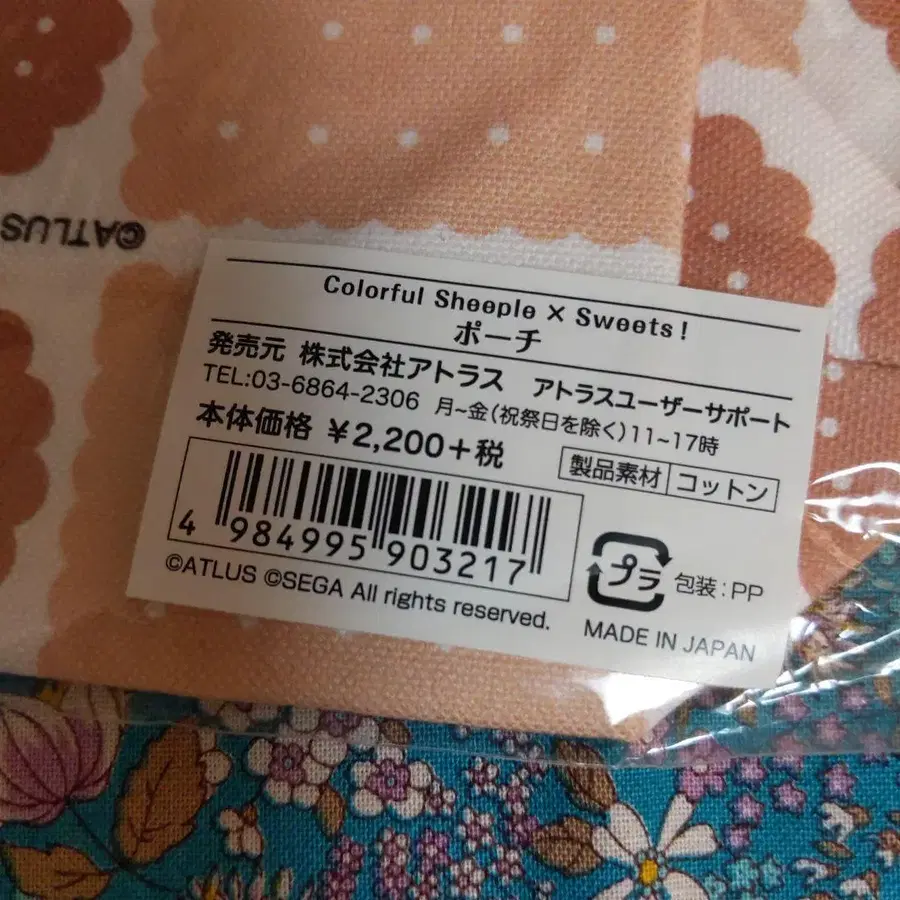 ©ATLUS
Colorful Sheeple × Sweets!
ポーチ
発売元 株式会社アトラス アトラスユーザーサポート
TEL:03-6864-2306 月~金(祝祭日を除く)11~17時
本体価格 ¥2,200+税
製品素材 コットン
4 984995 903217
プラ 包装:PP
©ATLUS ©SEGA All rights reserved.
MADE IN JAPAN